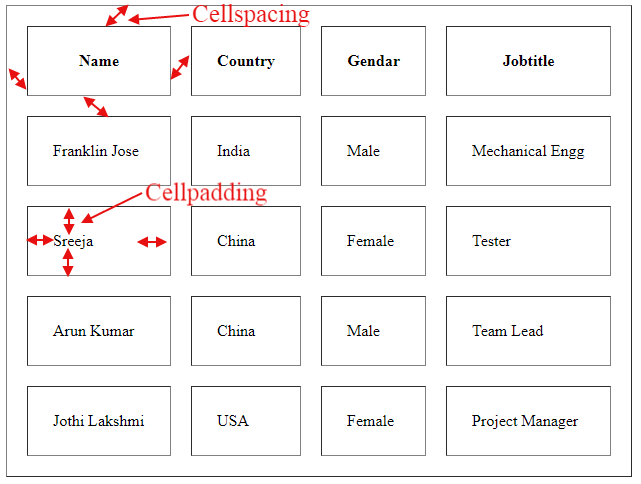 Cellspacing
Name Country Gendar Jobtitle
Franklin Jose India Male Mechanical Engg
Cellpadding
Sreeja China Female Tester
Arun Kumar China Male Team Lead
Jothi Lakshmi USA Female Project Manager